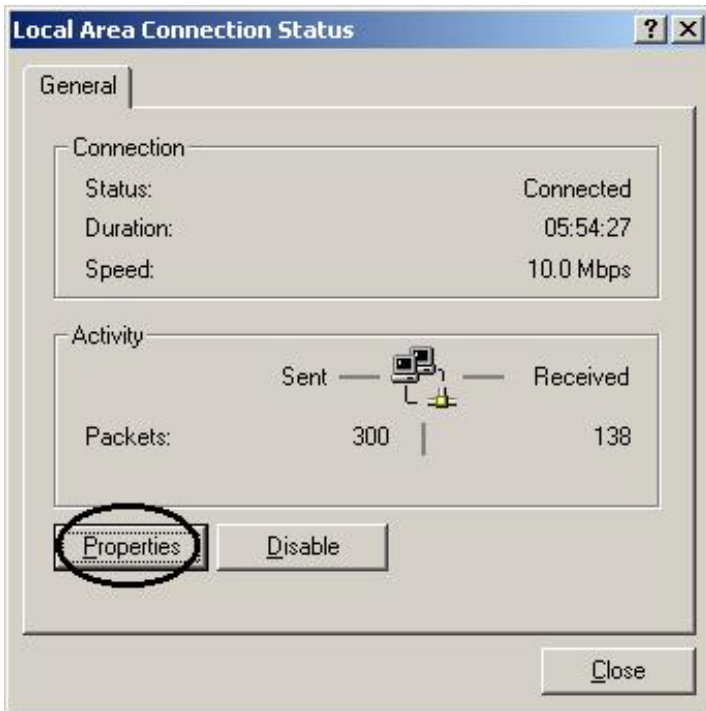 Local Area Connection Status
General
Connection
Status: Connected
Duration: 05:54:27
Speed: 10.0 Mbps
Activity
Sent Received
Packets: 300 138
Properties Disable
Close